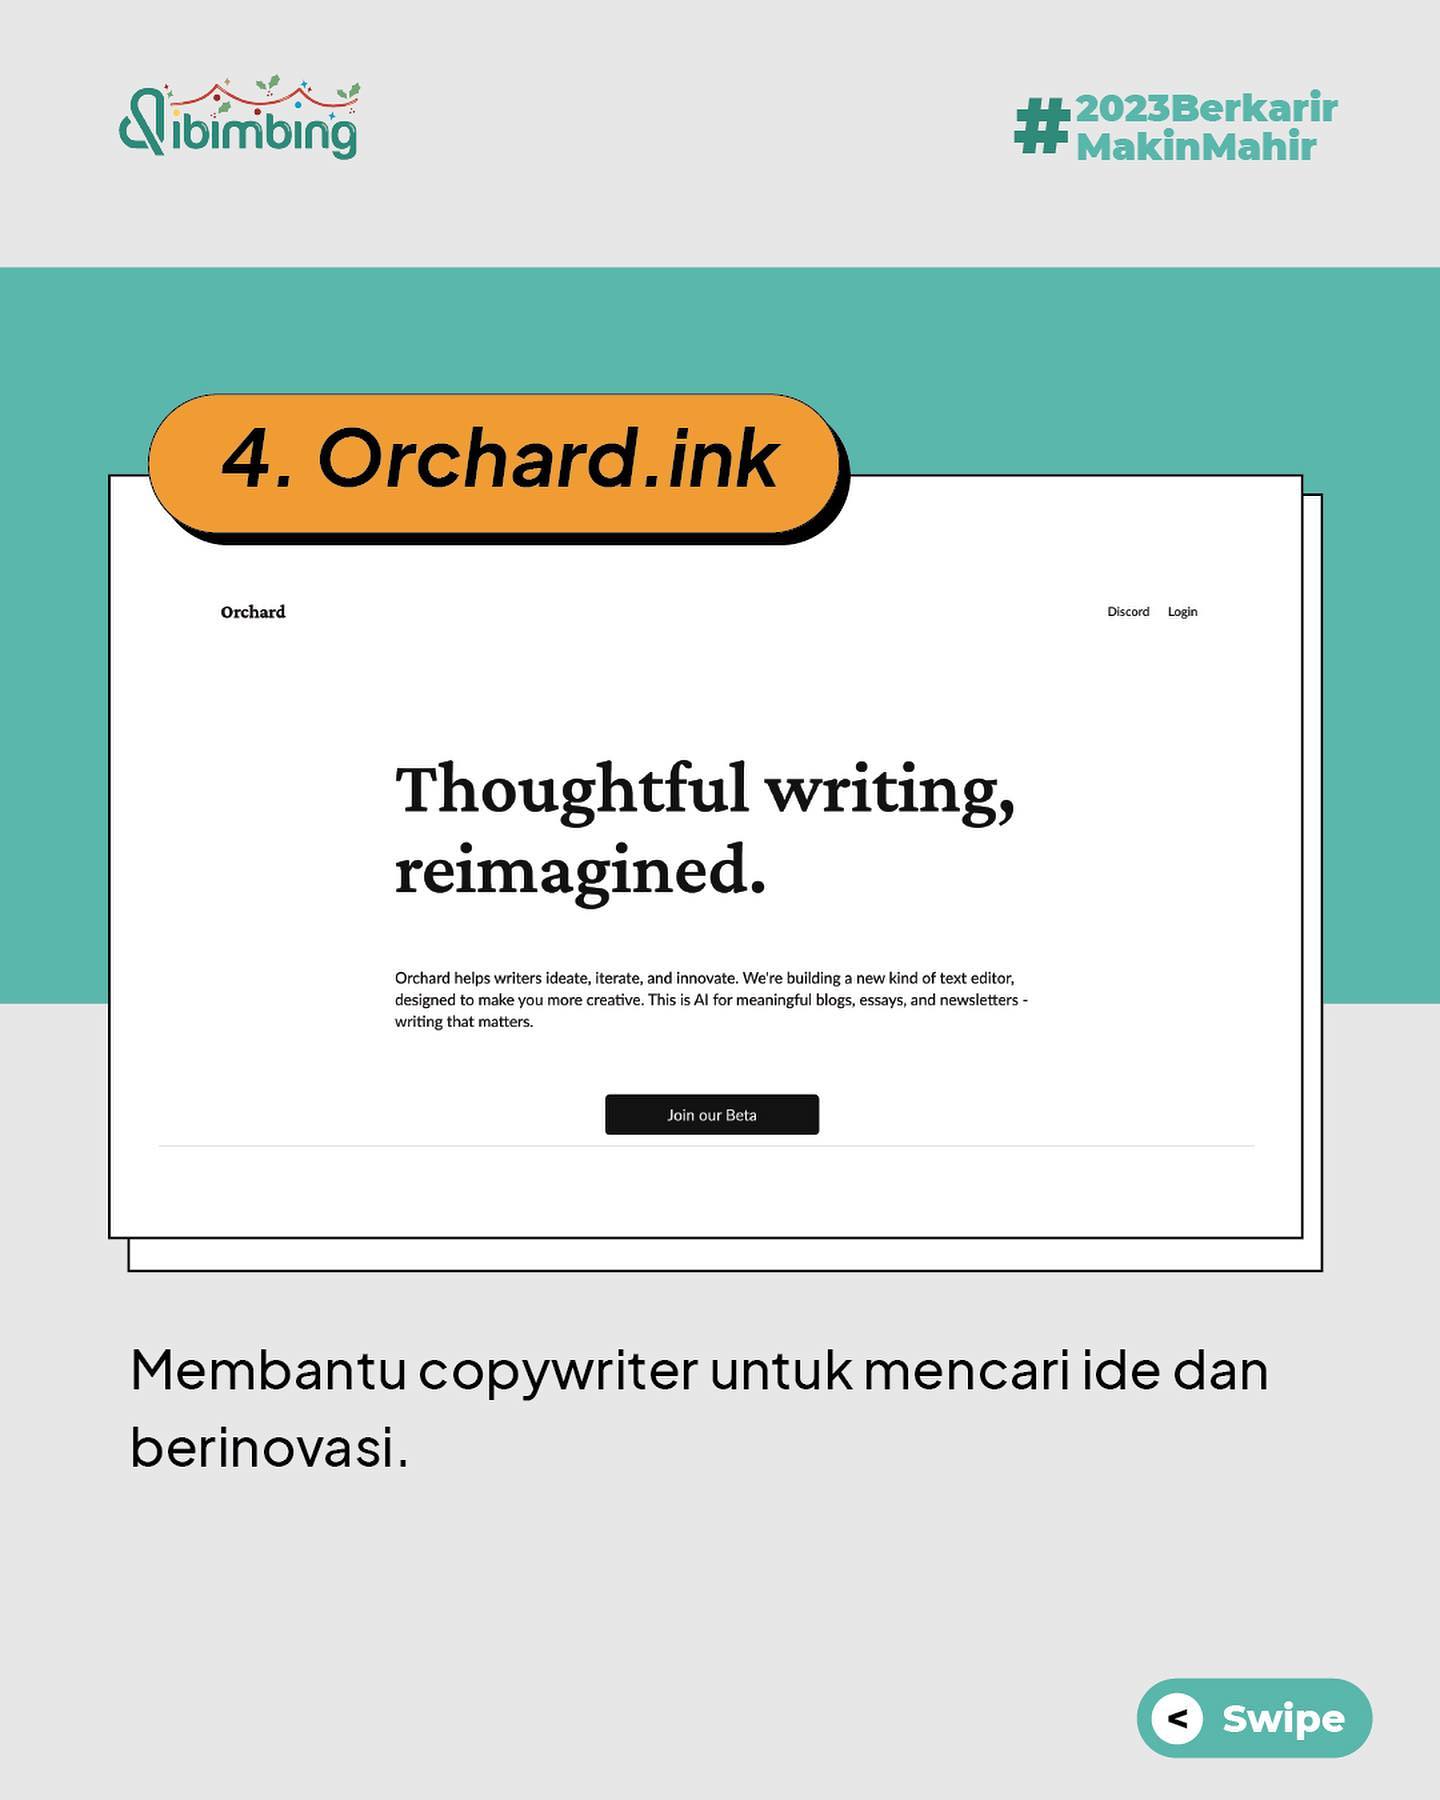 ibimbing
#2023Berkarir
MakinMahir
4. Orchard.ink
Orchard
Discord Login
Thoughtful writing,
reimagined.
Orchard helps writers ideate, iterate, and innovate. We're building a new kind of text editor,
designed to make you more creative. This is AI for meaningful blogs, essays, and newsletters -
writing that matters.
Join our Beta
Membantu copywriter untuk mencari ide dan
berinovasi.
< Swipe